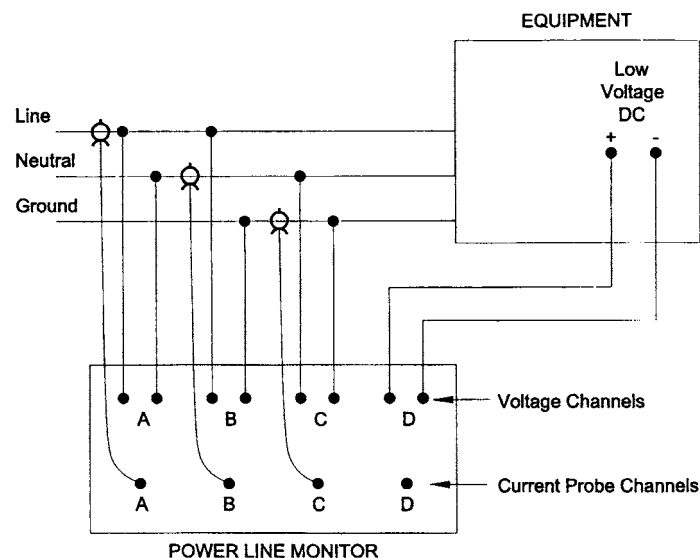 EQUIPMENT
Low
Voltage
DC
+ -
Line
Neutral
Ground
A B C D
Voltage Channels
A B C D
Current Probe Channels
POWER LINE MONITOR